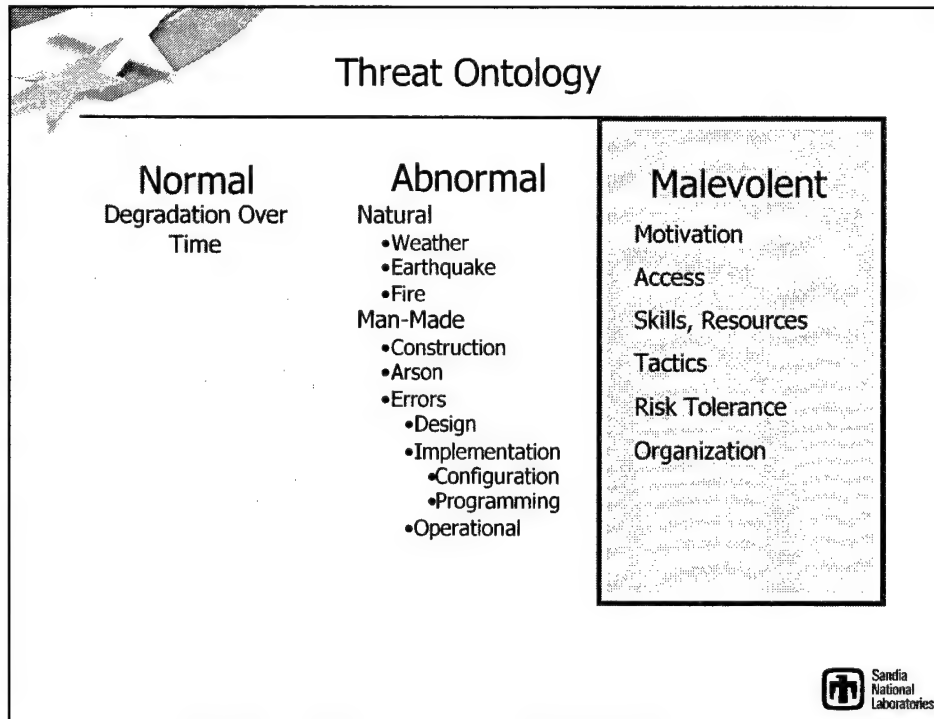 Threat Ontology
Normal
Degradation Over
Time
Abnormal
Natural
•Weather
•Earthquake
•Fire
Man-Made
•Construction
•Arson
•Errors
•Design
•Implementation
•Configuration
•Programming
•Operational
Malevolent
Motivation
Access
Skills, Resources
Tactics
Risk Tolerance
Organization
Sandia
National
Laboratories